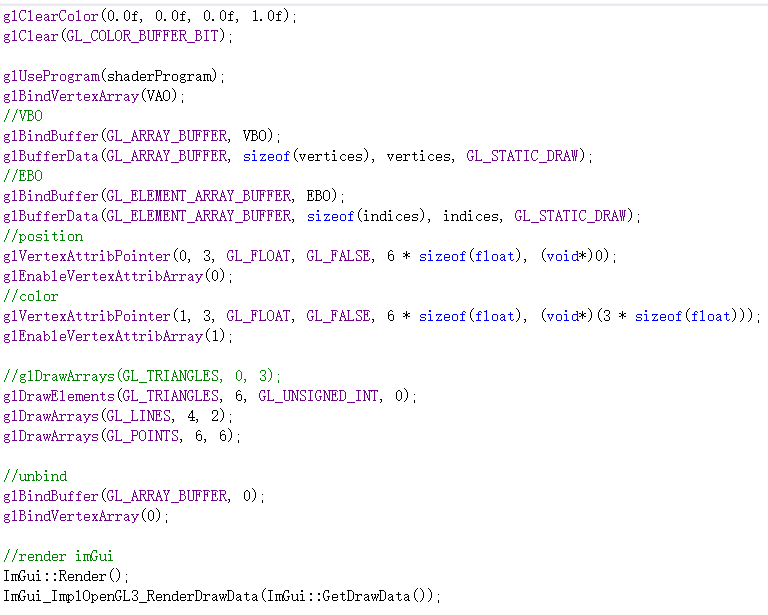 glClearColor(0.0f, 0.0f, 0.0f, 1.0f);
glClear(GL_COLOR_BUFFER_BIT);
glUseProgram(shaderProgram);
glBindVertexArray(VAO);
//VBO
glBindBuffer(GL_ARRAY_BUFFER, VBO);
glBufferData(GL_ARRAY_BUFFER, sizeof(vertices), vertices, GL_STATIC_DRAW);
//EBO
glBindBuffer(GL_ELEMENT_ARRAY_BUFFER, EBO);
glBufferData(GL_ELEMENT_ARRAY_BUFFER, sizeof(indices), indices, GL_STATIC_DRAW);
//position
glVertexAttribPointer(0, 3, GL_FLOAT, GL_FALSE, 6 * sizeof(float), (void*)0);
glEnableVertexAttribArray(0);
//color
glVertexAttribPointer(1, 3, GL_FLOAT, GL_FALSE, 6 * sizeof(float), (void*)(3 * sizeof(float)));
glEnableVertexAttribArray(1);
//glDrawArrays(GL_TRIANGLES, 0, 3);
glDrawElements(GL_TRIANGLES, 6, GL_UNSIGNED_INT, 0);
glDrawArrays(GL_LINES, 4, 2);
glDrawArrays(GL_POINTS, 6, 6);
//unbind
glBindBuffer(GL_ARRAY_BUFFER, 0);
glBindVertexArray(0);
//render imGui
ImGui::Render();
ImGui_ImplOpenGL3_RenderDrawData(ImGui::GetDrawData());